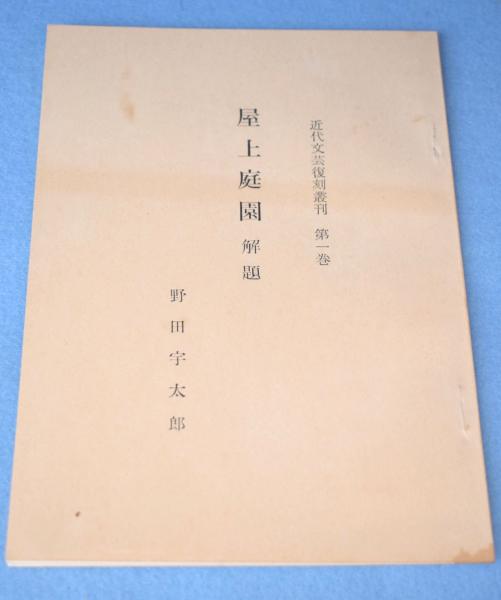 近代文芸復刻叢刊 第一巻
屋上庭園 解題
野田宇太郎